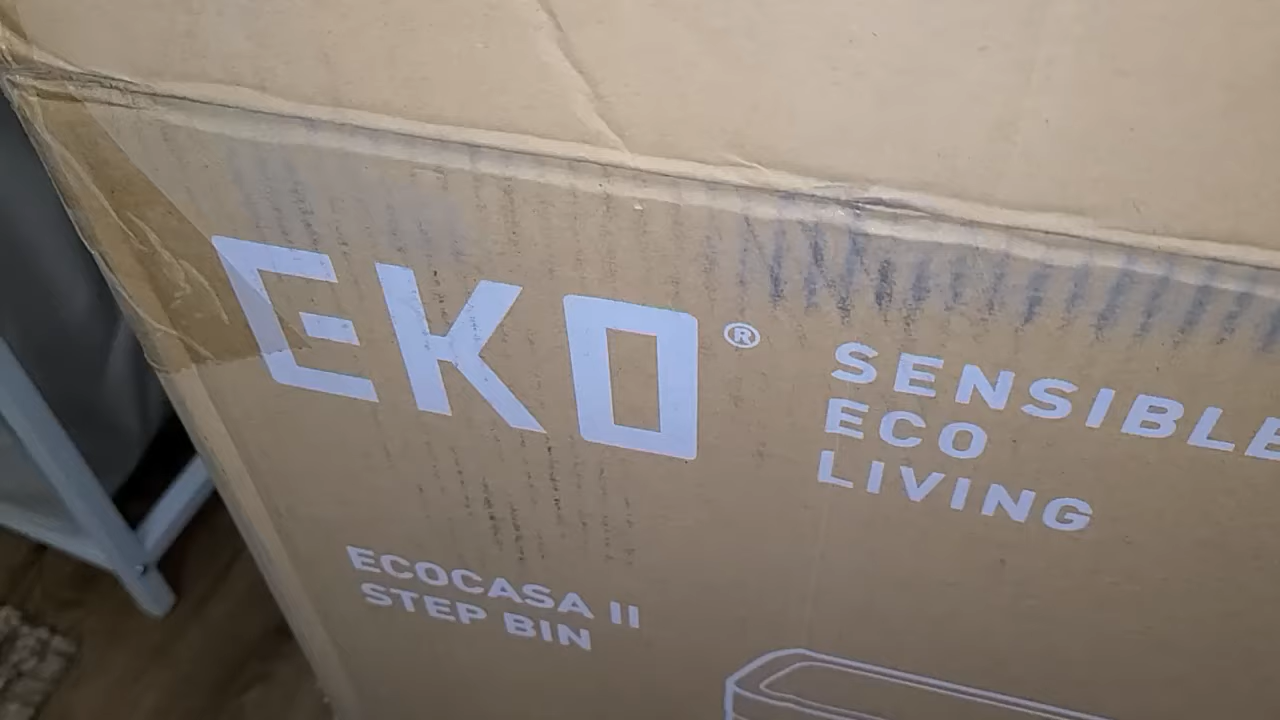 EKO®
SENSIBLE
ECO
LIVING
ECOCASA II
STEP BIN